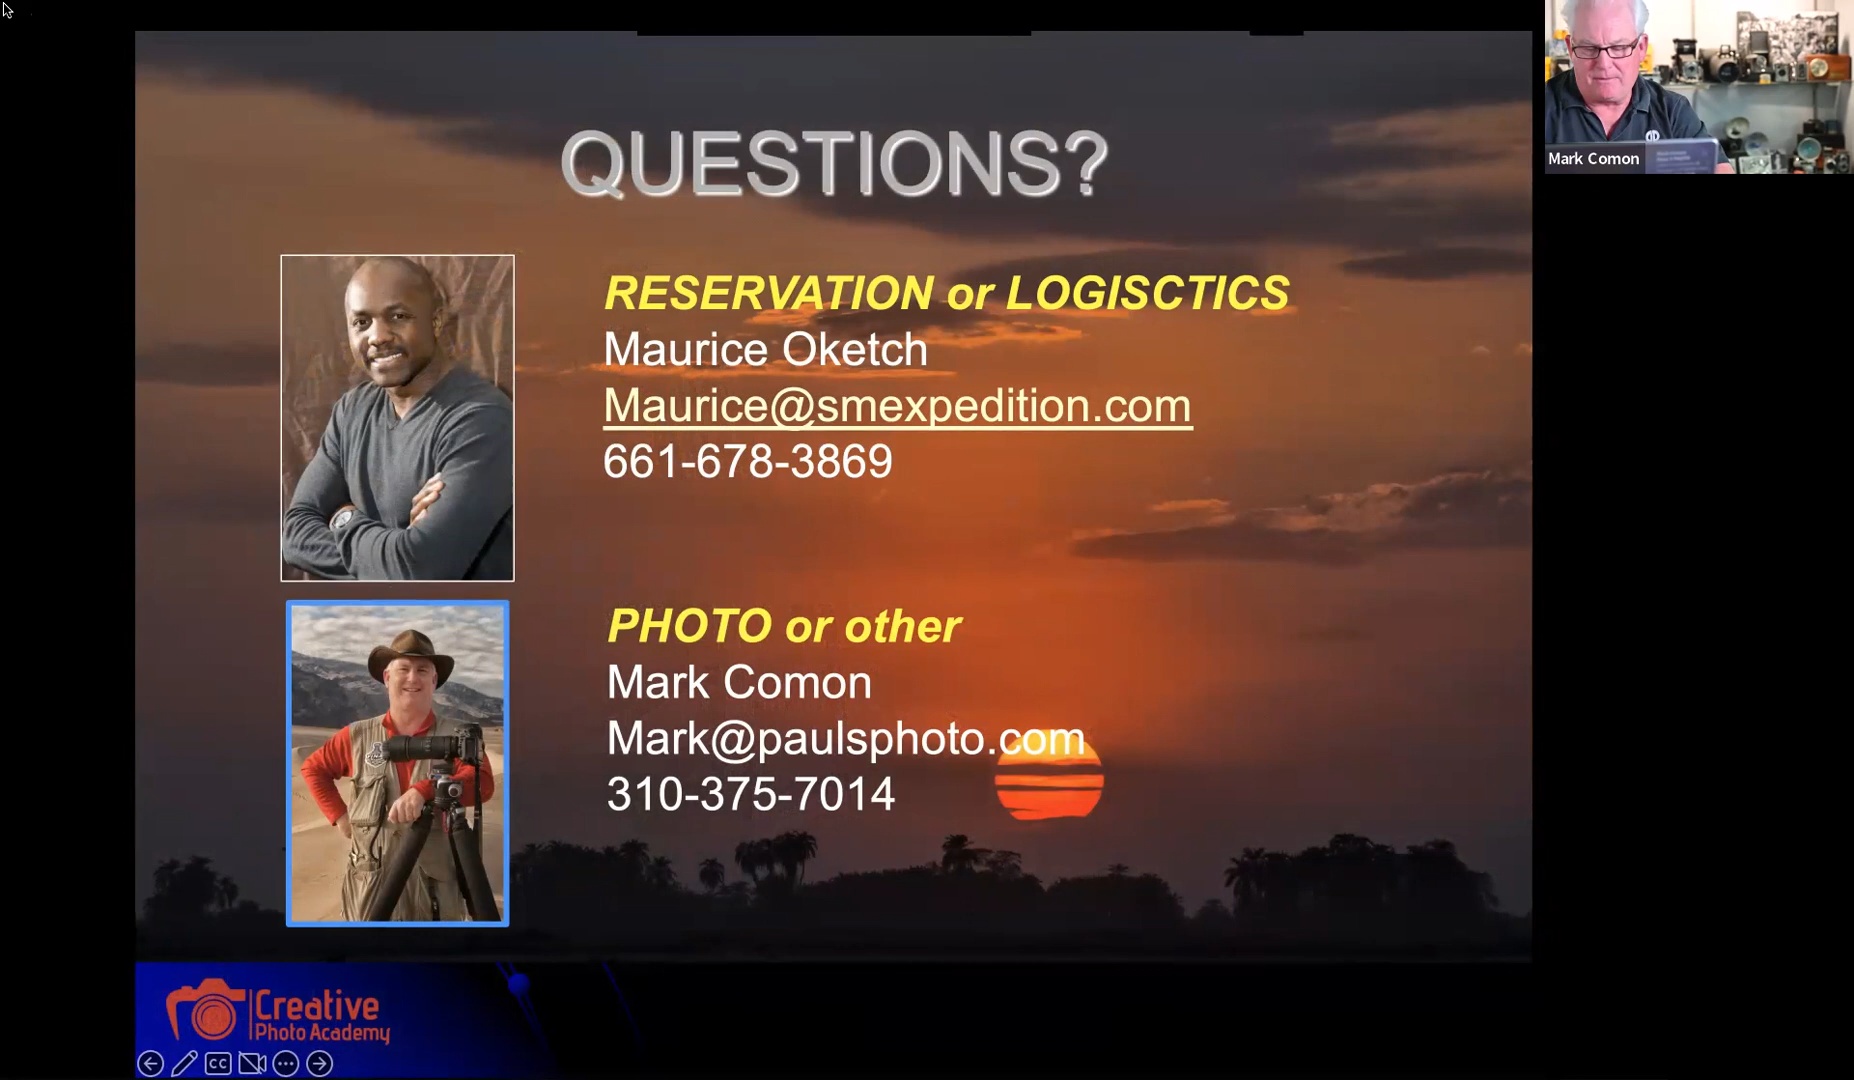 QUESTIONS?
RESERVATION or LOGISCTICS
Maurice Oketch
Maurice@smexpedition.com
661-678-3869
PHOTO or other
Mark Comon
Mark@paulsphoto.com
310-375-7014
Creative
Photo Academy
CC
Mark Comon